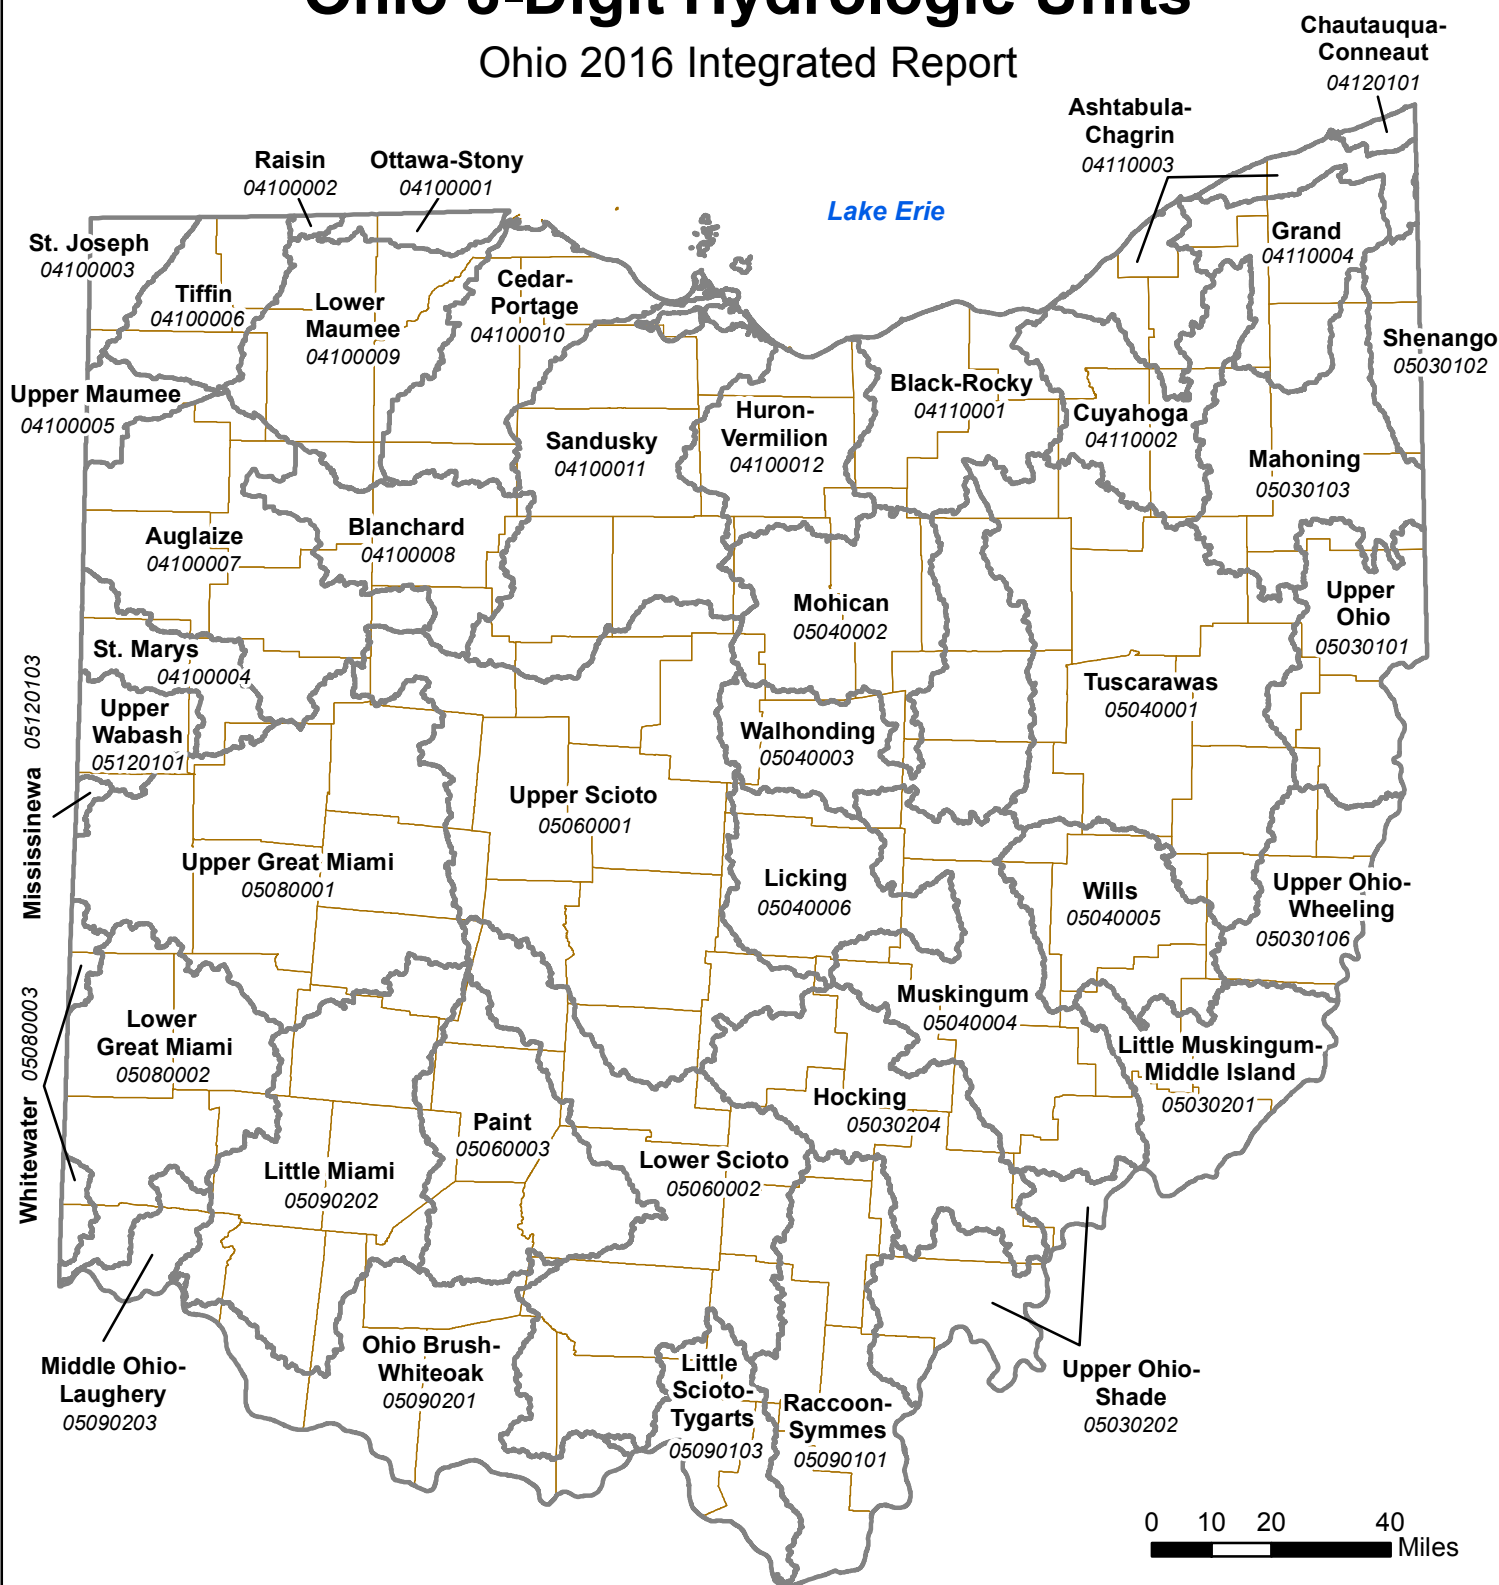 Ohio 8-Digit Hydrologic Units
Ohio 2016 Integrated Report
Chautauqua-
Conneaut
04120101
Ashtabula-
Chagrin
04110003
Raisin
04100002
Ottawa-Stony
04100001
Lake Erie
St. Joseph
04100003
Grand
04110004
Tiffin
04100006
Lower
Maumee
04100009
Cedar-
Portage
04100010
Shenango
05030102
Upper Maumee
04100005
Black-Rocky
04110001
Huron-
Vermilion
04100012
Cuyahoga
04110002
Sandusky
04100011
Mahoning
05030103
Auglaize
04100007
Blanchard
04100008
Mohican
05040002
Upper
Ohio
05030101
St. Marys
04100004
Tuscarawas
05040001
Upper
Wabash
05120101
Mississinewa 05120103
Walhonding
05040003
Upper Scioto
05060001
Upper Great Miami
05080001
Licking
05040006
Wills
05040005
Upper Ohio-
Wheeling
05030106
Whitewater 05080003
Lower
Great Miami
05080002
Muskingum
05040004
Little Muskingum-
Middle Island
05030201
Hocking
05030204
Paint
05060003
Little Miami
05090202
Lower Scioto
05060002
Middle Ohio-
Laughery
05090203
Ohio Brush-
Whiteoak
05090201
Little
Scioto-
Tygarts
05090103
Raccoon-
Symmes
05090101
Upper Ohio-
Shade
05030202
0 10 20 40
Miles